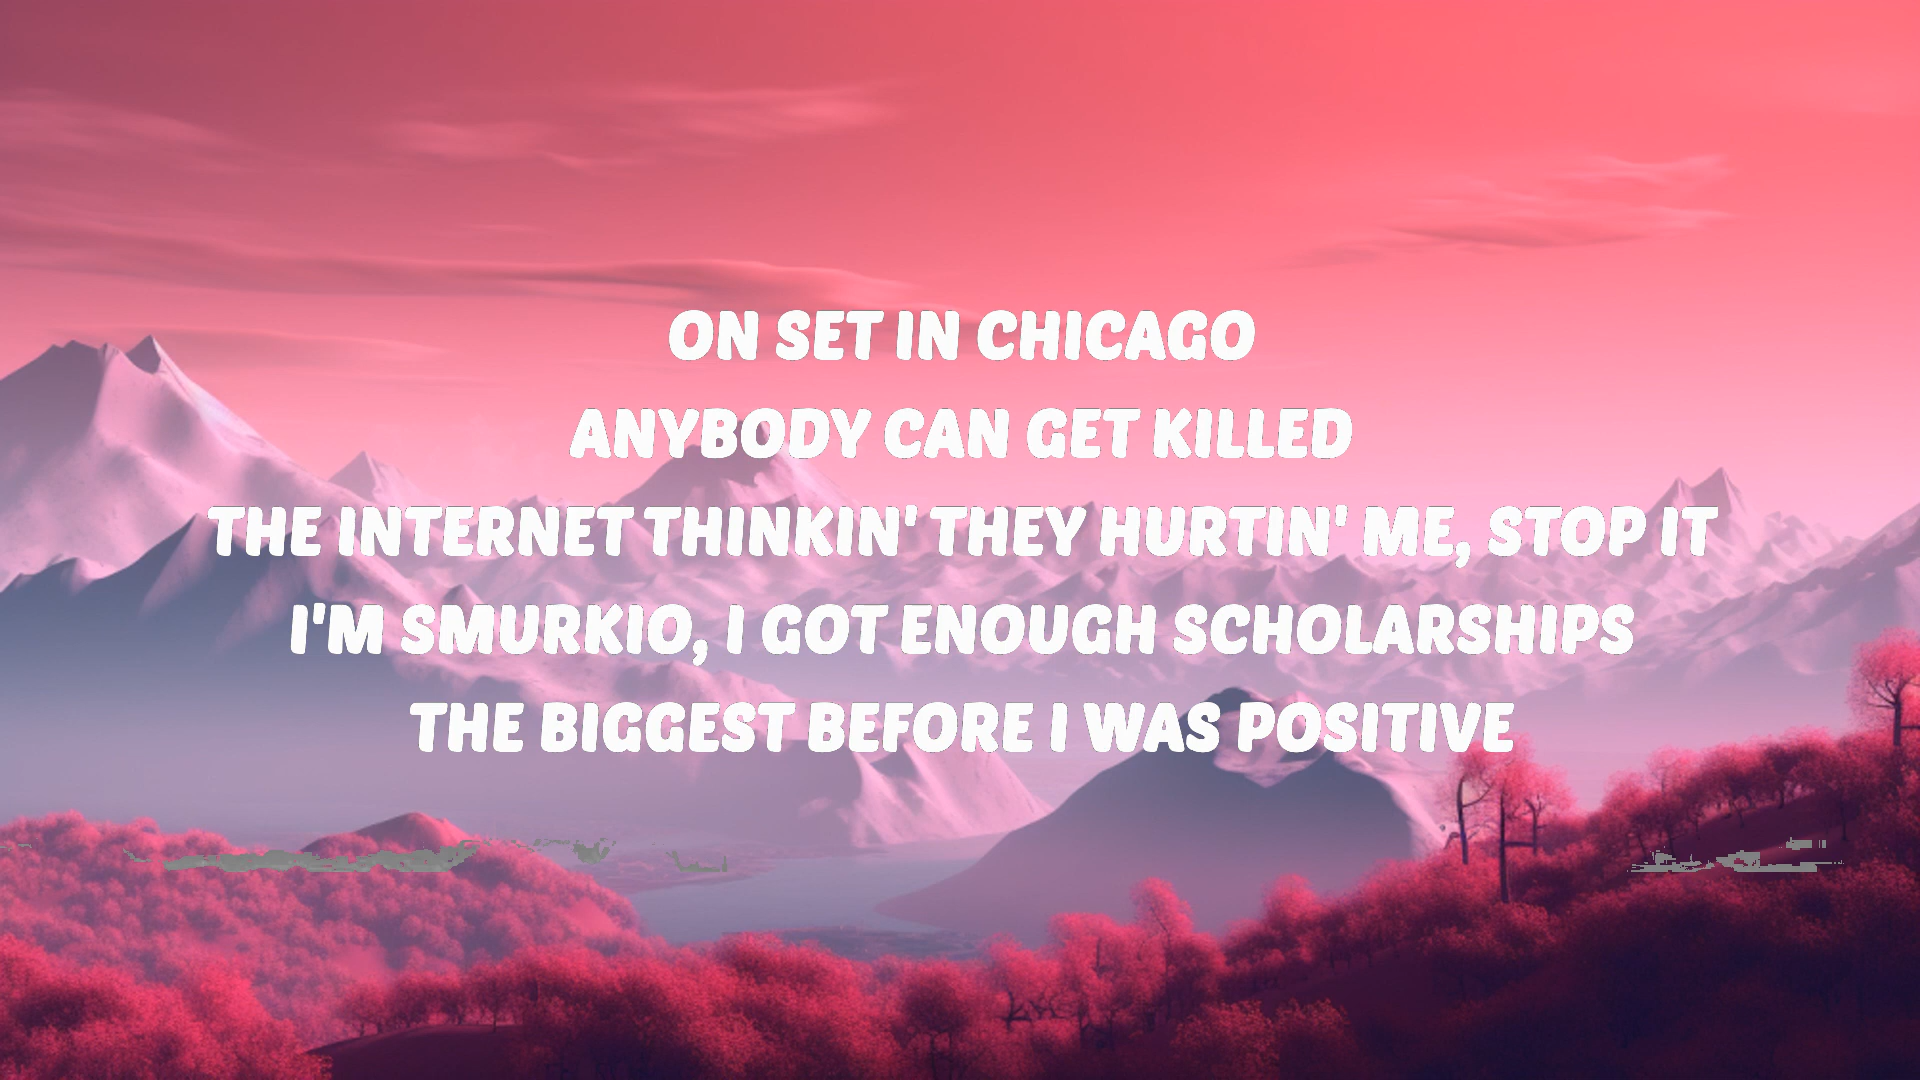 ON SET IN CHICAGO
ANYBODY CAN GET KILLED
THE INTERNET THINKIN' THEY HURTIN' ME, STOP IT
I'M SMURKIO, I GOT ENOUGH SCHOLARSHIPS
THE BIGGEST BEFORE I WAS POSITIVE